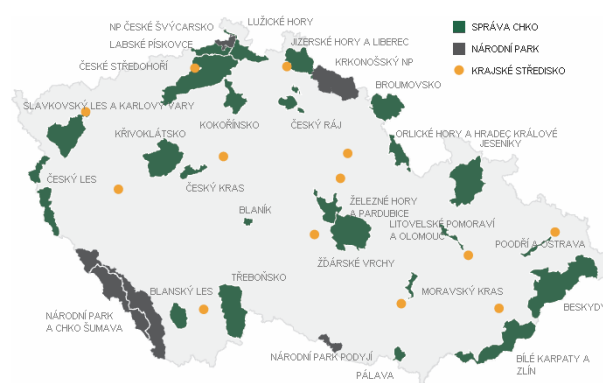 LUŽICKÉ HORY
NP ČESKÉ ŠVÝCARSKO
LABSKÉ PÍSKOVCE
JIZERSKÉ HORY A LIBEREC
KRKONOŠSKÝ NP
ČESKÉ STŘEDOHOŘÍ
BROUMOVSKO
SPRÁVA CHKO
NÁRODNÍ PARK
KRAJSKÉ STŘEDISKO
SLAVKOVSKÝ LES A KARLOVY VARY
KŘIVOKLÁTSKO
KOKOŘÍNSKO
ČESKÝ RÁJ
ORLICKÉ HORY A HRADEC KRÁLOVÉ
JESENÍKY
ČESKÝ LES
ČESKÝ KRAS
BLANÍK
ŽELEZNÉ HORY
A PARDUBICE
LITOVELSKÉ POMORAVÍ
A OLOMOUC
POODŘÍ A OSTRAVA
ŽĎÁRSKÉ VRCHY
TŘEBOŇSKO
BLANSKÝ LES
MORAVSKÝ KRAS
BESKYDY
NÁRODNÍ PARK
A CHKO ŠUMAVA
NÁRODNÍ PARK PODYJÍ
PÁLAVA
BÍLÉ KARPATY A
ZLÍN